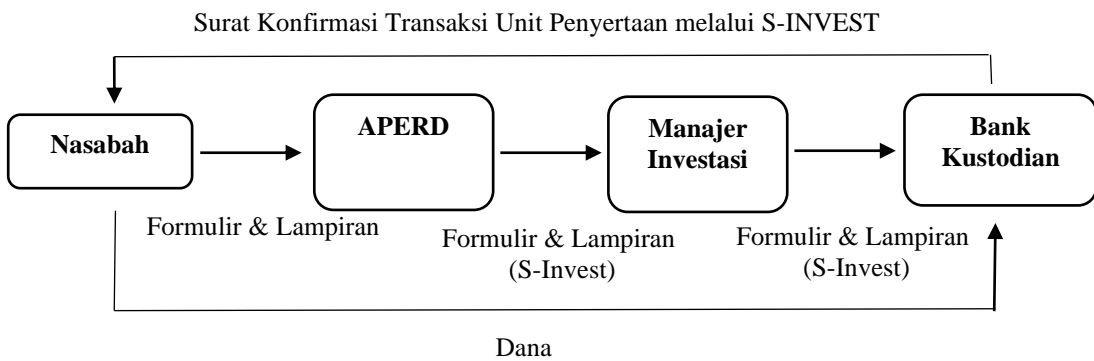 Surat Konfirmasi Transaksi Unit Penyertaan melalui S-INVEST
Nasabah
APERD
Manajer
Investasi
Bank
Kustodian
Formulir & Lampiran
Formulir & Lampiran
(S-Invest)
Formulir & Lampiran
(S-Invest)
Dana